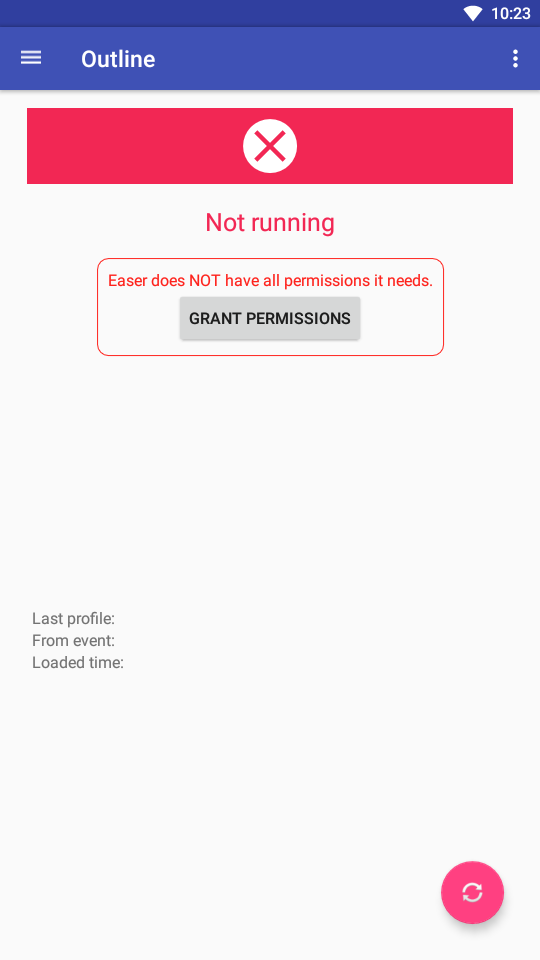 10:23
Outline
Not running
Easer does NOT have all permissions it needs.
GRANT PERMISSIONS
Last profile:
From event:
Loaded time: